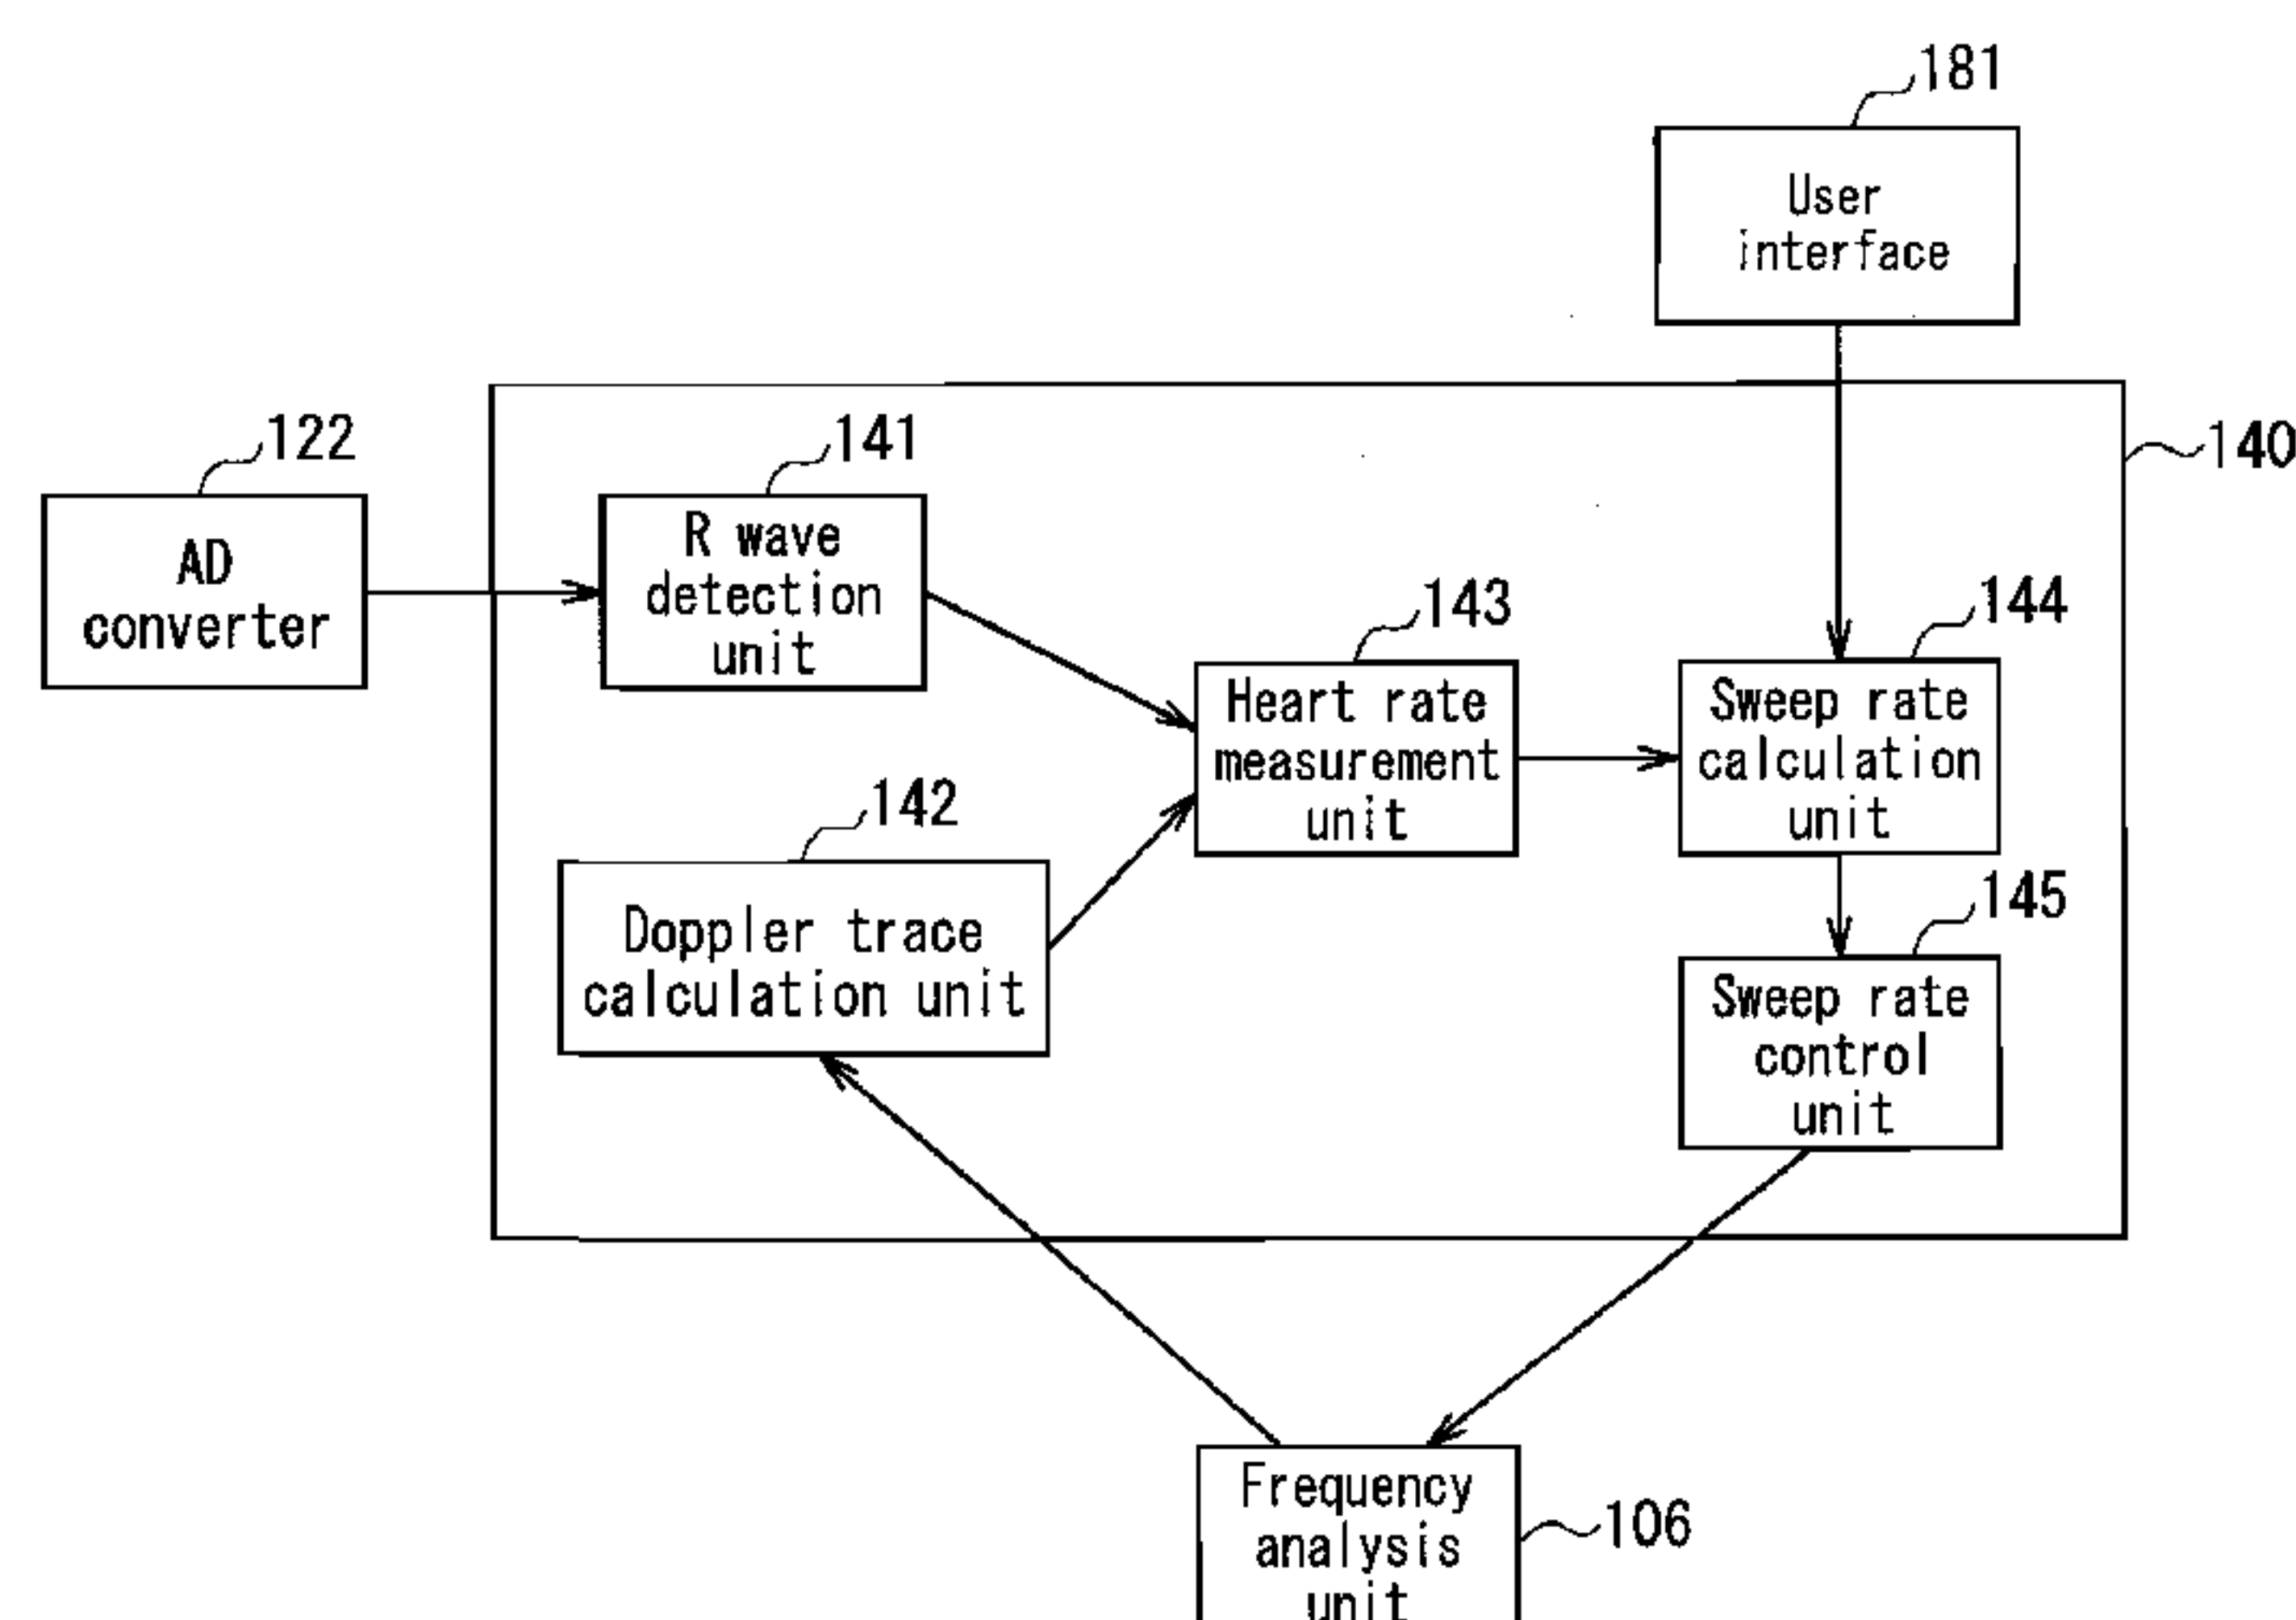 181
User
interface
140
122
AD
converter
141
R wave
detection
unit
143
Heart rate
measurement
unit
144
Sweep rate
calculation
unit
142
Doppler trace
calculation unit
145
Sweep rate
control
unit
Frequency
analysis
unit
106